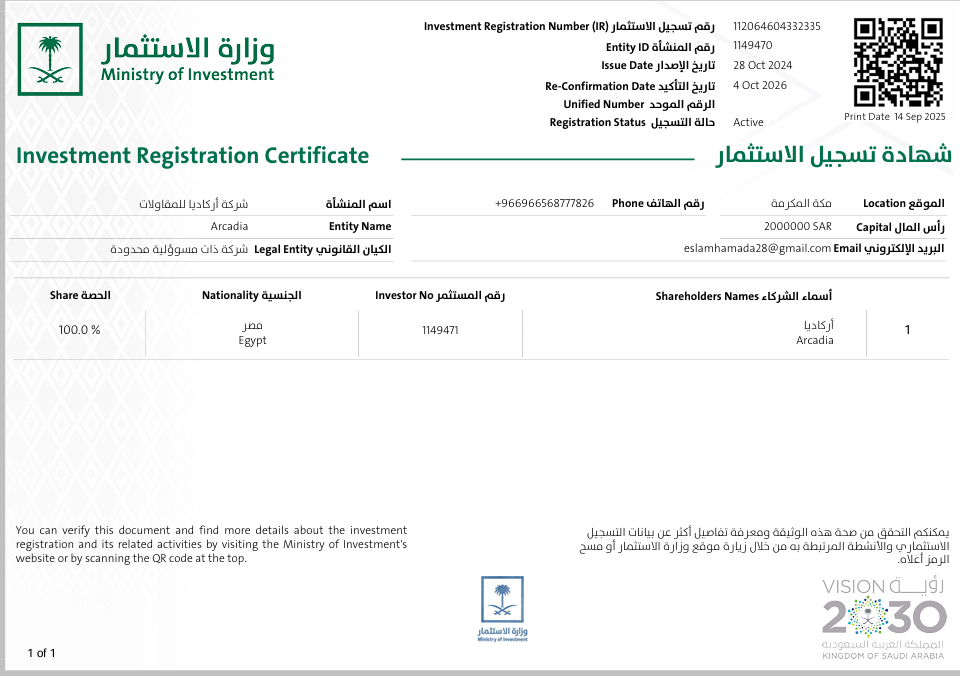 وزارة الاستثمار
Ministry of Investment
Investment Registration Number (IR) رقم تسجيل الاستثمار 112064604332335
Entity ID رقم المنشأة 1149470
Issue Date تاريخ الإصدار 28 Oct 2024
Re-Confirmation Date تاريخ التأكيد 4 Oct 2026
Unified Number الرقم الموحد
Registration Status حالة التسجيل Active
Print Date 14 Sep 2025
Investment Registration Certificate شهادة تسجيل الاستثمار
شركة أركاديا للمقاولات اسم المنشأة
Arcadia Entity Name
شركة ذات مسوؤلية محدودة Legal Entity الكيان القانوني
+966966568777826 Phone رقم الهاتف
مكة المكرمة Location الموقع
2000000 SAR Capital رأس المال
eslamhamada28@gmail.com Email البريد الإلكتروني
Share الحصة Nationality الجنسية Investor No رقم المستثمر Shareholders Names أسماء الشركاء
100.0 % مصر 1149471 أركاديا 1
Egypt Arcadia
You can verify this document and find more details about the investment
registration and its related activities by visiting the Ministry of Investment's
website or by scanning the QR code at the top.
يمكنكم التحقق من صحة هذه الوثيقة ومعرفة تفاصيل أكثر عن بيانات التسجيل
الاستثماري والأنشطة المرتبطة به من خلال زيارة موقع وزارة الاستثمار أو مسح
الرمز أعلاه.
وزارة الاستثمار
Ministry of Investment
VISION رؤيــــة
2030
المملكة العربية السعودية
KINGDOM OF SAUDI ARABIA
1 of 1